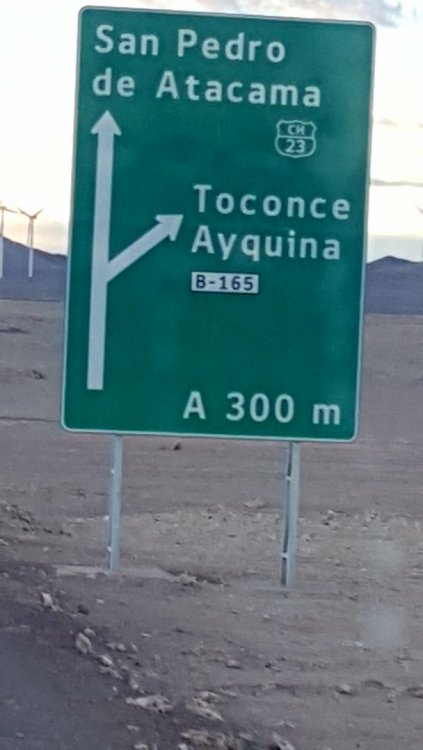 San Pedro
de Atacama
CH
23
Toconce
Ayquina
B-165
A 300 m